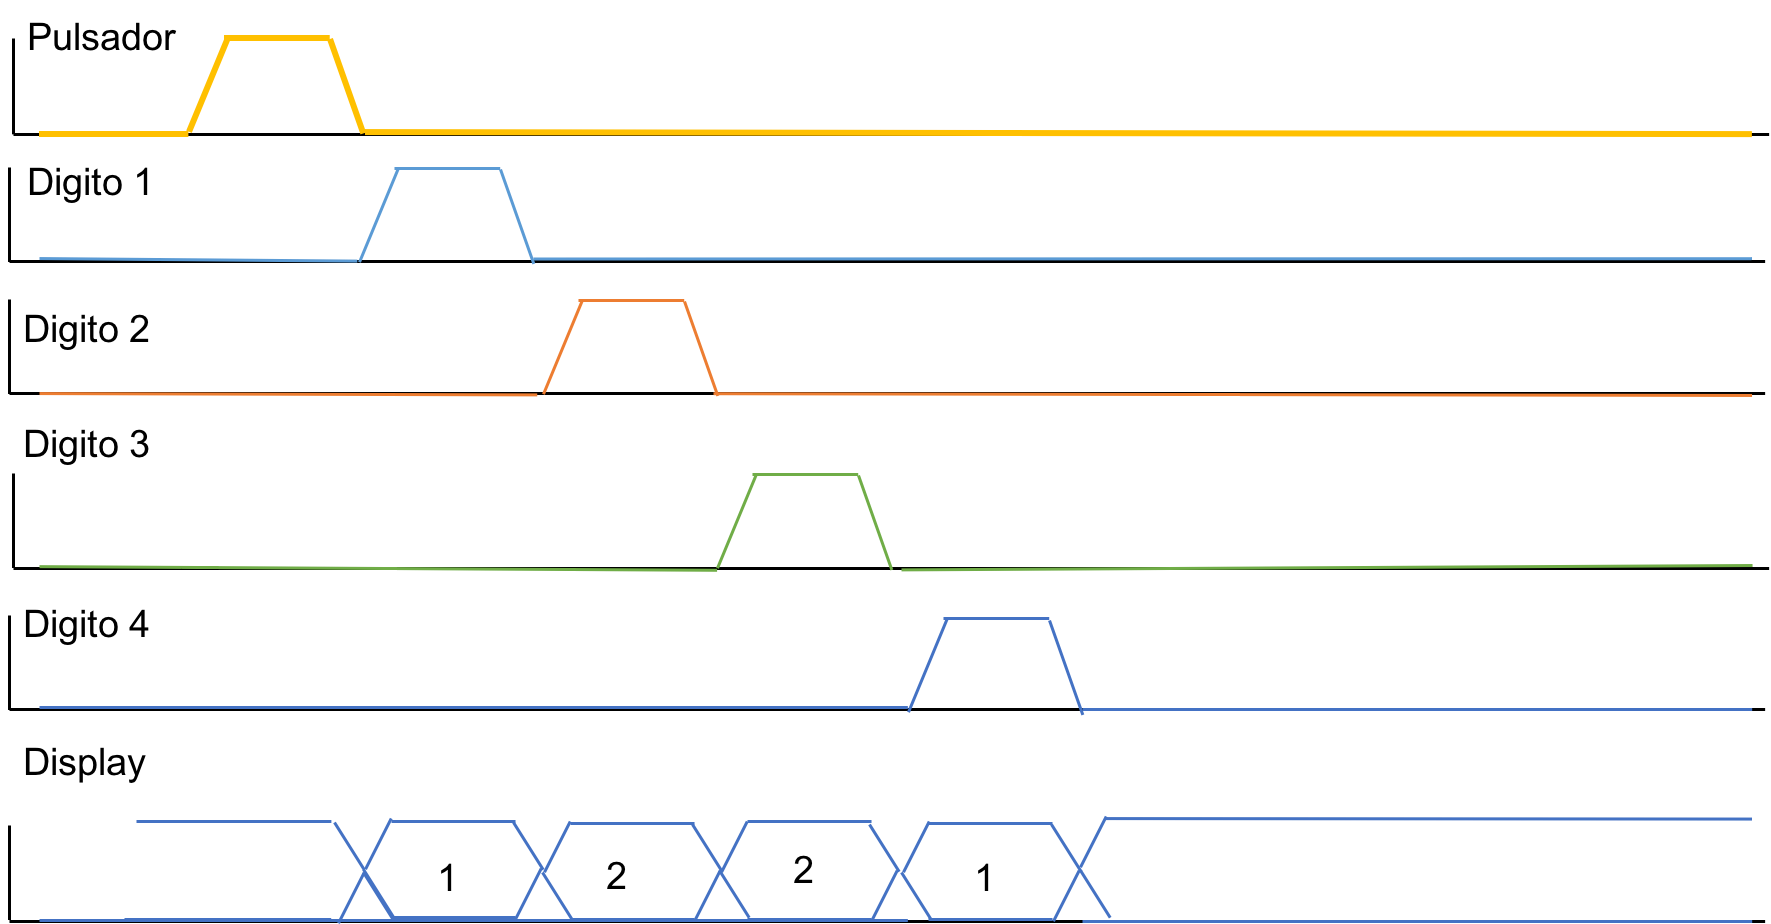 Pulsador
Digito 1
Digito 2
Digito 3
Digito 4
Display
1 2 2 1